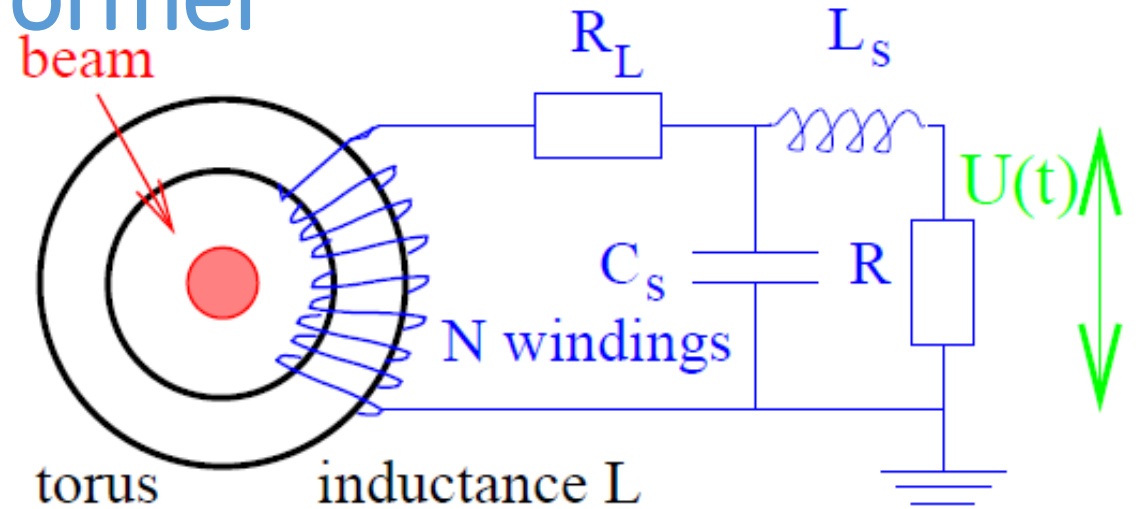 beam
R_L
L_S
U(t)
C_S
R
N windings
torus
inductance L